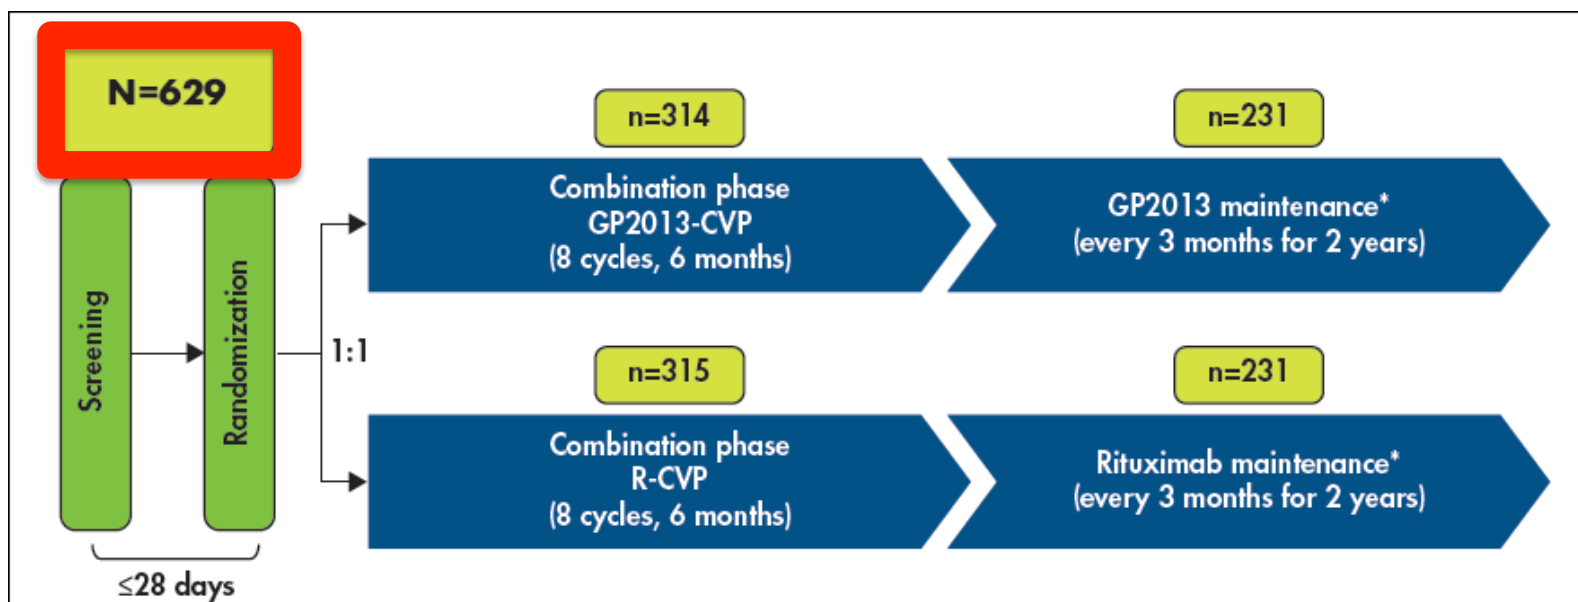 N=629
Screening
Randomization
≤28 days
1:1
n=314
Combination phase
GP2013-CVP
(8 cycles, 6 months)
n=231
GP2013 maintenance*
(every 3 months for 2 years)
n=315
Combination phase
R-CVP
(8 cycles, 6 months)
n=231
Rituximab maintenance*
(every 3 months for 2 years)